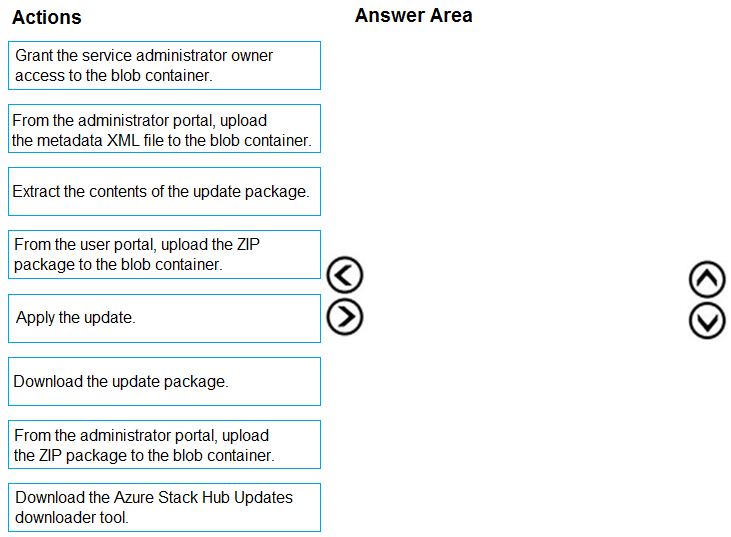 Actions
Answer Area
Grant the service administrator owner
access to the blob container.
From the administrator portal, upload
the metadata XML file to the blob container.
Extract the contents of the update package.
From the user portal, upload the ZIP
package to the blob container.
Apply the update.
Download the update package.
From the administrator portal, upload
the ZIP package to the blob container.
Download the Azure Stack Hub Updates
downloader tool.